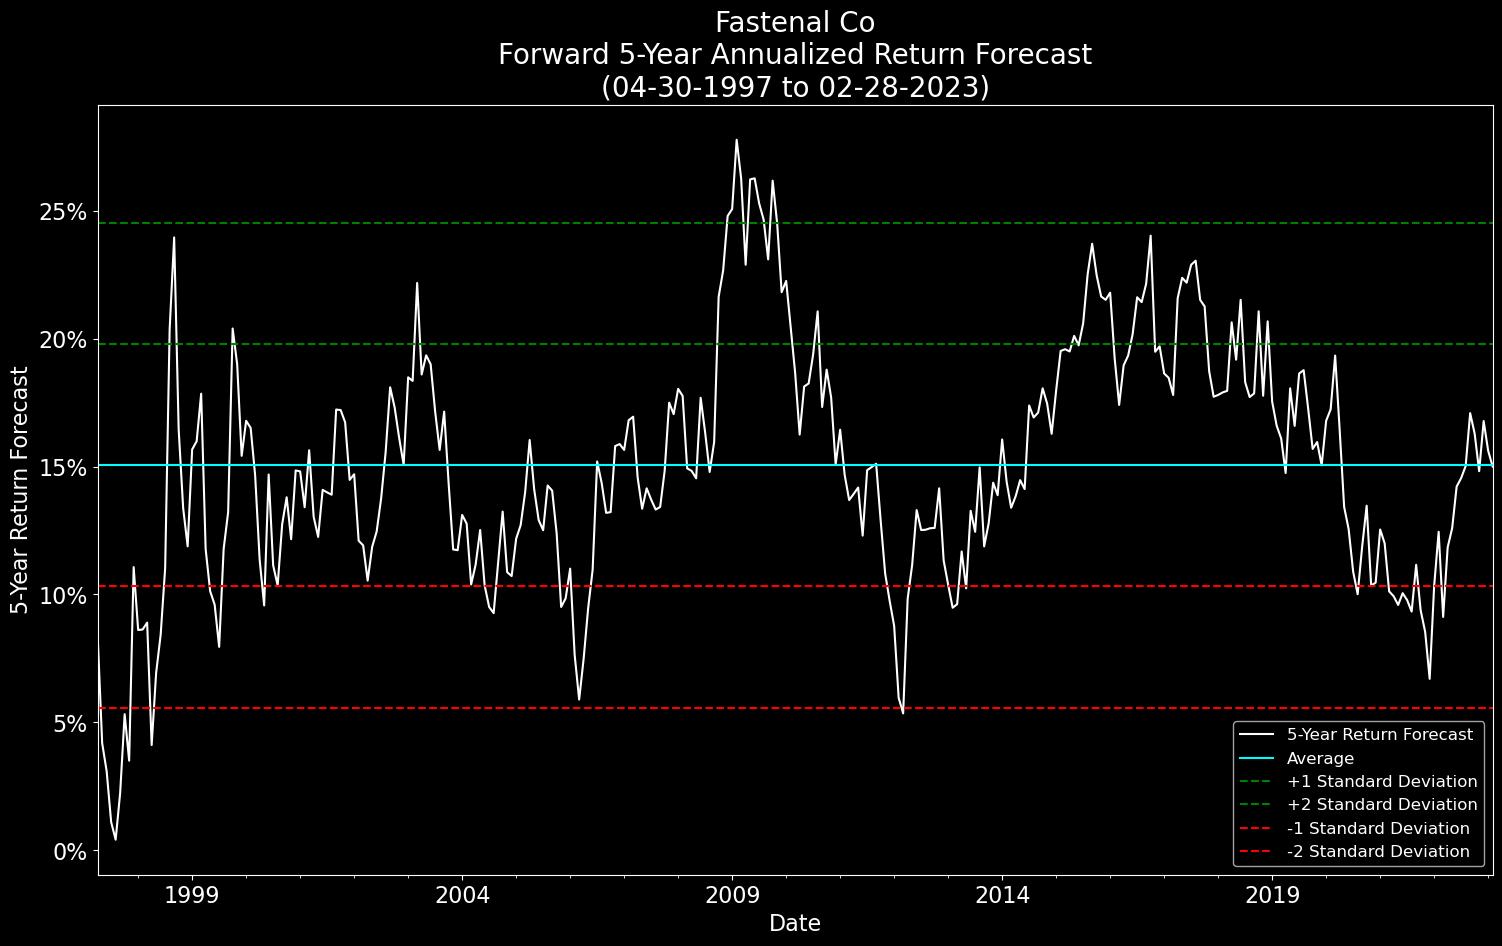 Fastenal Co
Forward 5-Year Annualized Return Forecast
(04-30-1997 to 02-28-2023)
5-Year Return Forecast
25%
20%
15%
10%
5%
0%
1999
2004
2009
2014
2019
Date
5-Year Return Forecast
Average
+1 Standard Deviation
+2 Standard Deviation
-1 Standard Deviation
-2 Standard Deviation